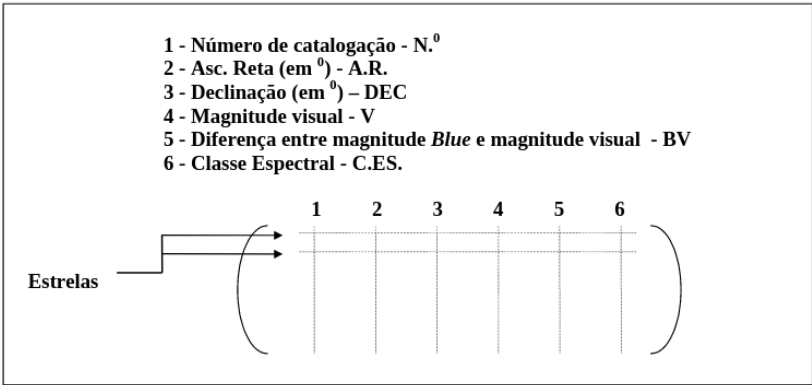 1 - Número de catalogação - N.⁰
2 - Asc. Reta (em ⁰) - A.R.
3 - Declinação (em ⁰) – DEC
4 - Magnitude visual - V
5 - Diferença entre magnitude Blue e magnitude visual - BV
6 - Classe Espectral - C.ES.
1 2 3 4 5 6
Estrelas